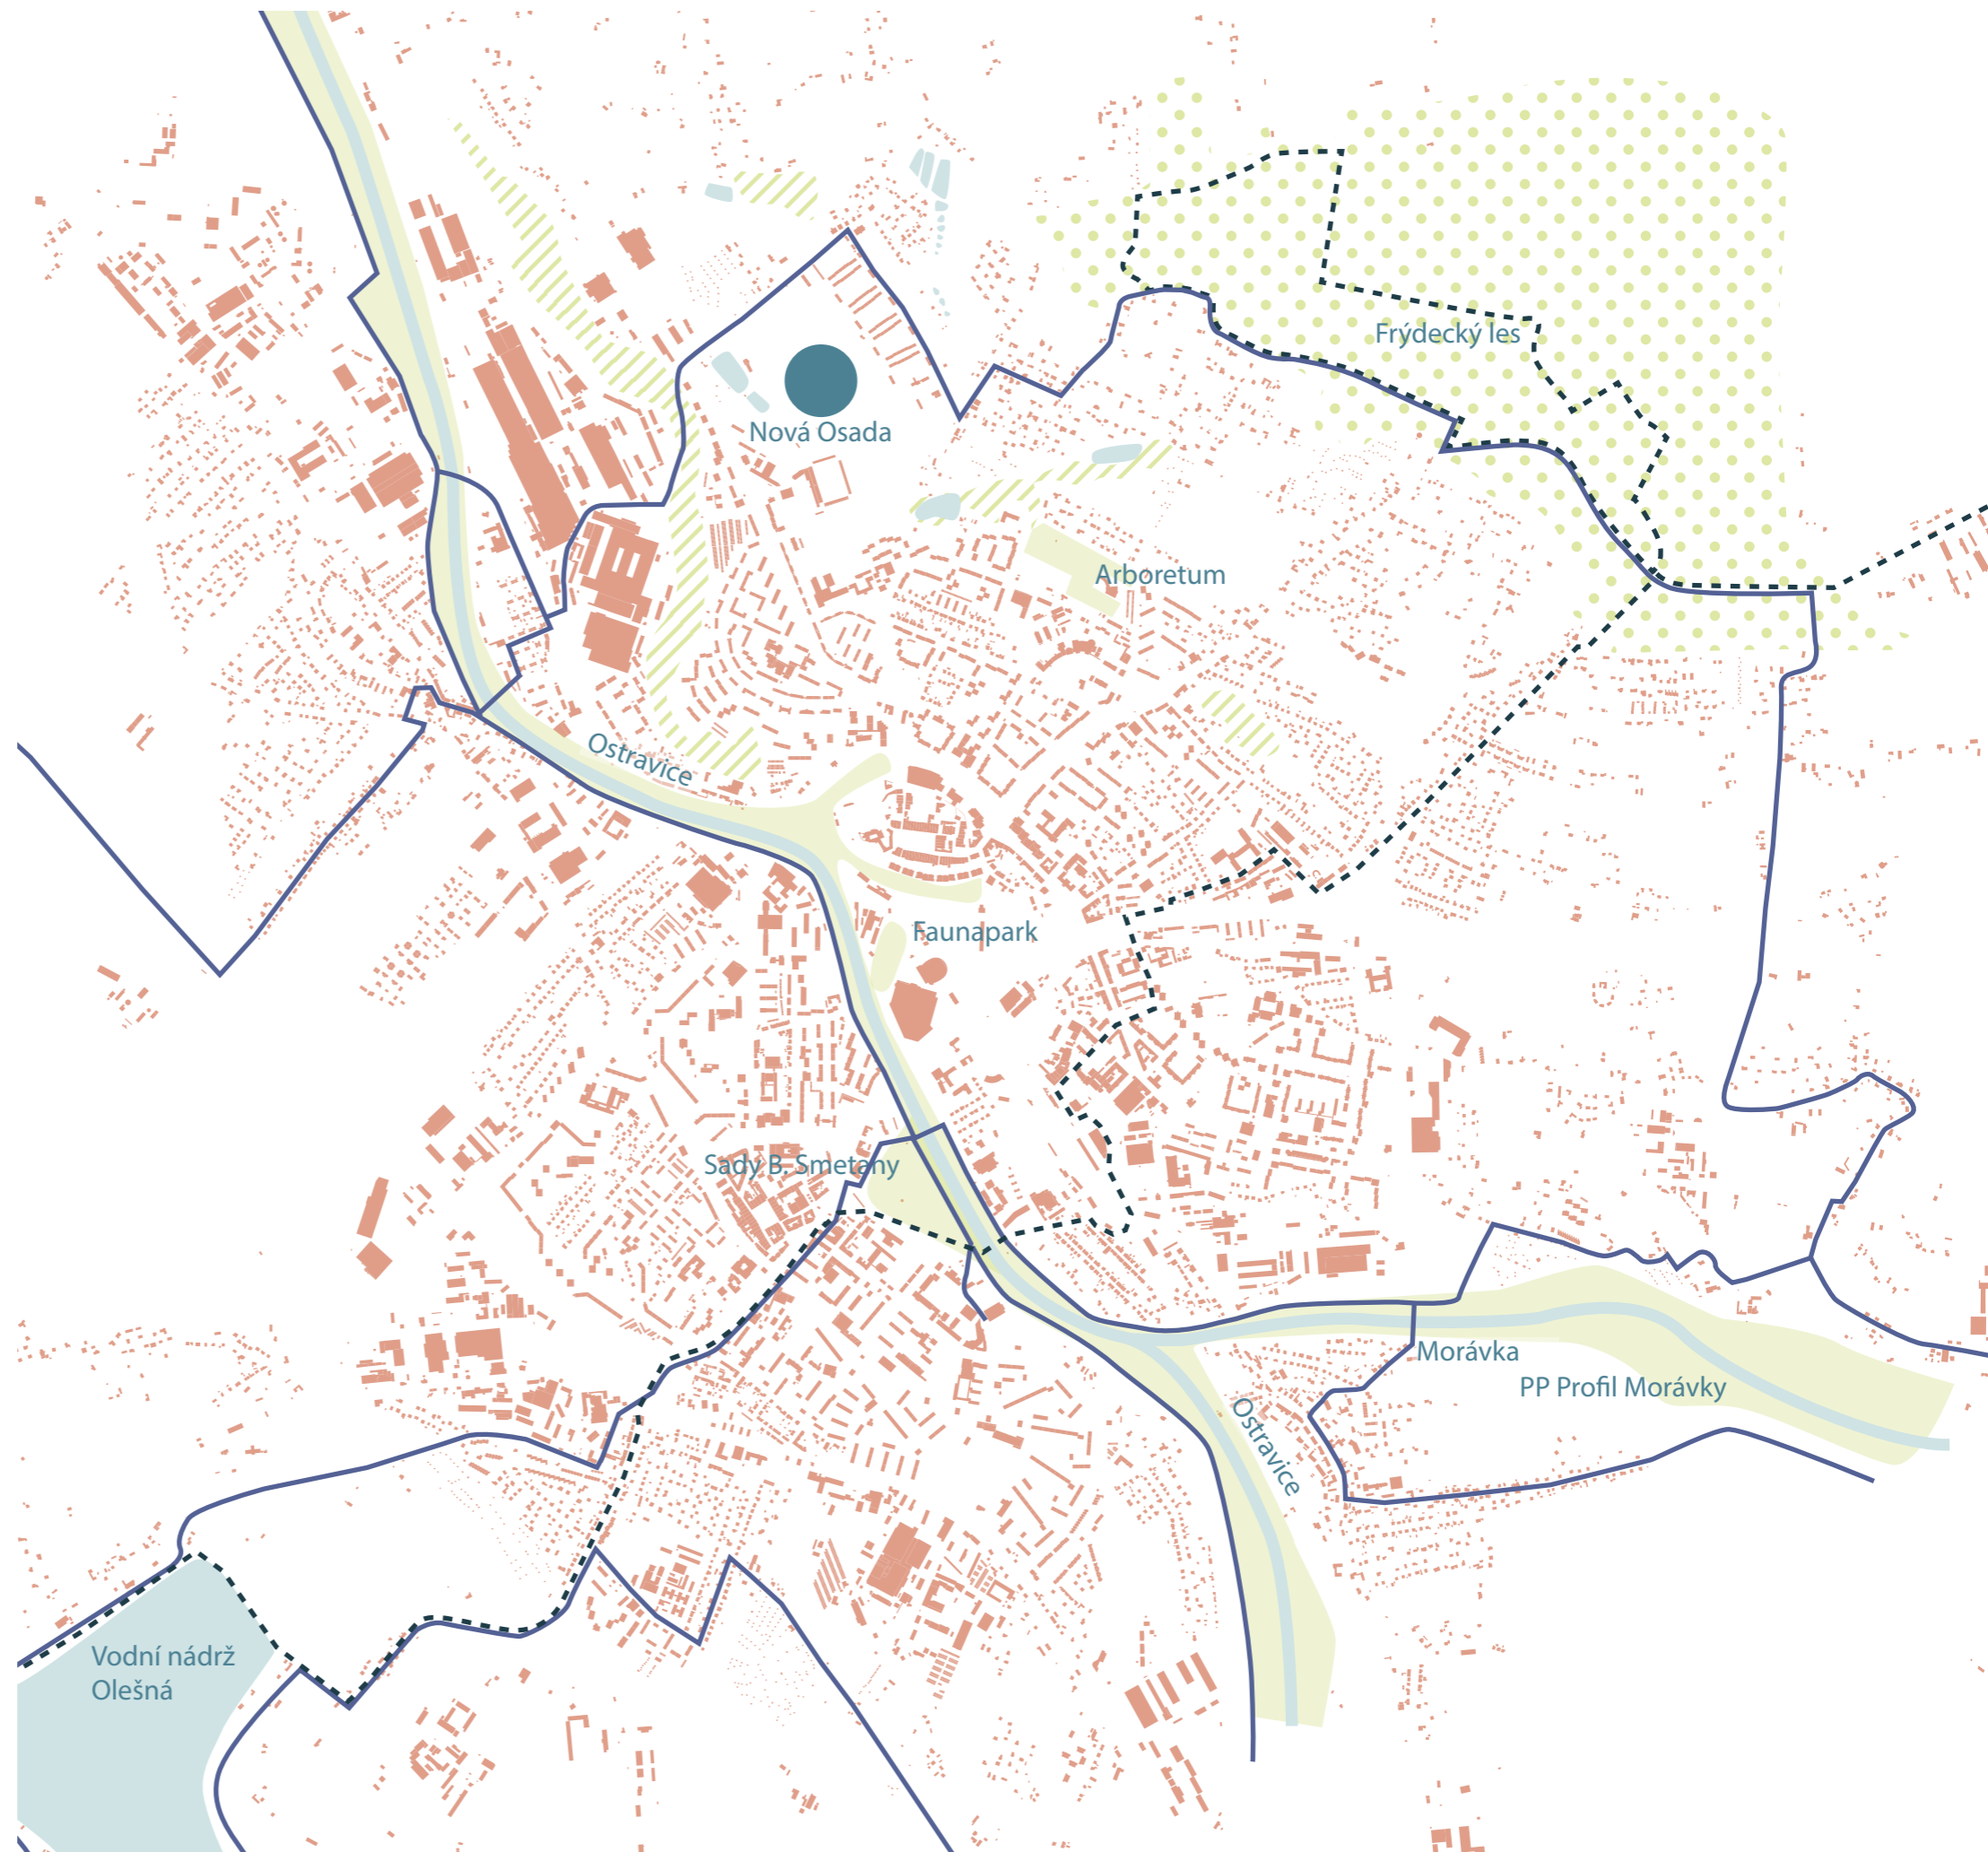 Frýdecký les
Nová Osada
Arboretum
Ostravice
Faunapark
Sady B. Smetany
Morávka
PP Profil Morávky
Ostravice
Vodní nádrž
Olešná